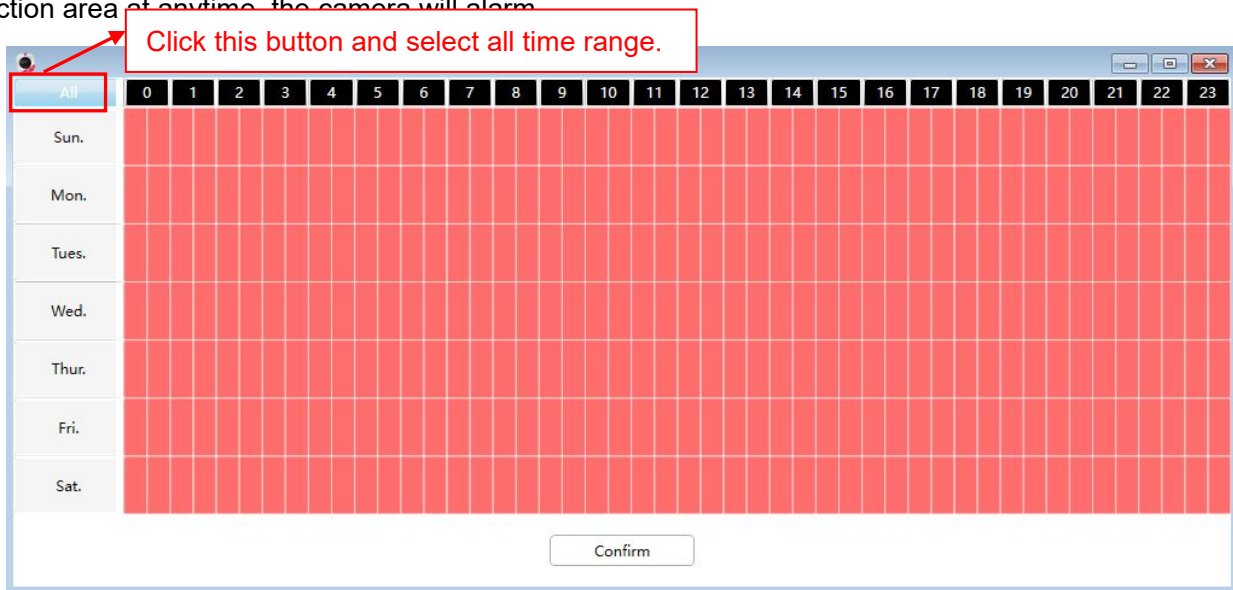 ction area at anytime, the camera will alarm
Click this button and select all time range.
All 0 1 2 3 4 5 6 7 8 9 10 11 12 13 14 15 16 17 18 19 20 21 22 23
Sun.
Mon.
Tues.
Wed.
Thur.
Fri.
Sat.
Confirm